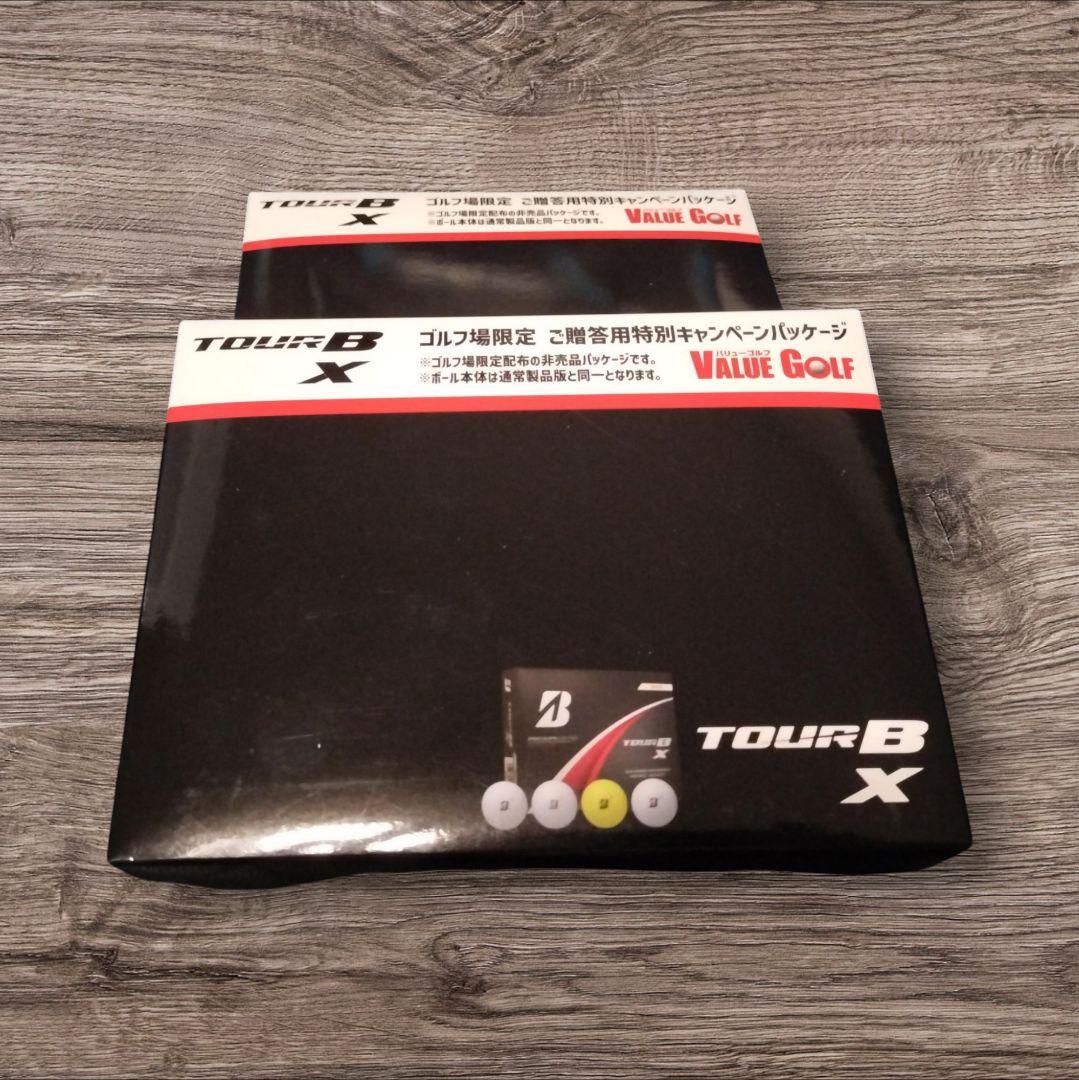 TOURB
X
ゴルフ場限定 ご贈答用特別キャンペーンパッケージ
※ゴルフ場限定配布の非売品パッケージです。
※ボール本体は通常製品版と同一となります。
VALUE GOLF
TOURB
X
ゴルフ場限定 ご贈答用特別キャンペーンパッケージ
※ゴルフ場限定配布の非売品パッケージです。
※ボール本体は通常製品版と同一となります。
バリューゴルフ
VALUE GOLF
B
TOURB
X
TOURB
X